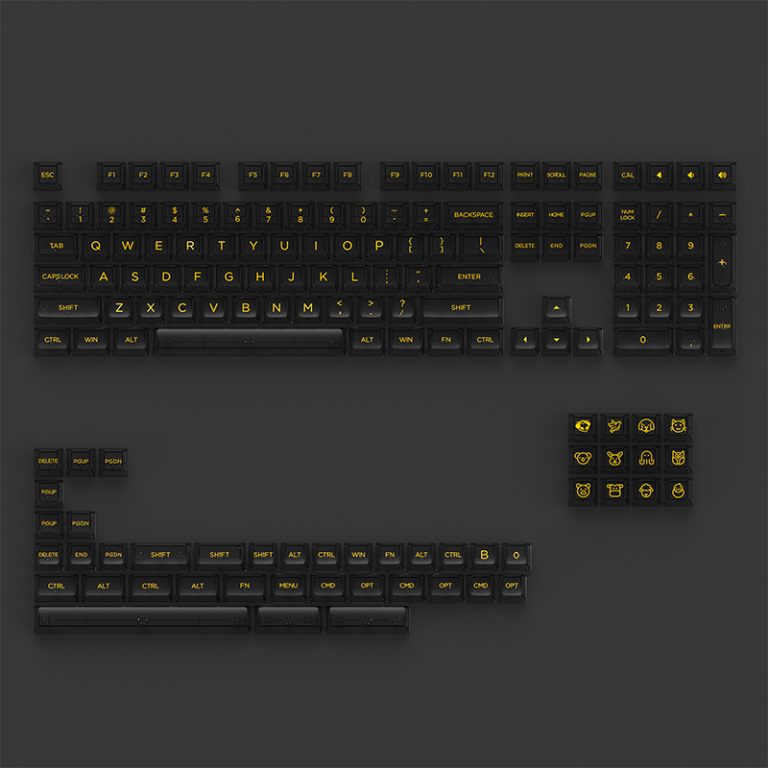 ESC F1 F2 F3 F4 F5 F6 F7 F8 F9 F10 F11 F12 PRINT SCROLL PAUSE CAL
~ ! @ # $ % ^ & * ( ) _ +
` 1 2 3 4 5 6 7 8 9 0 - = BACKSPACE INSERT HOME PGUP NUM LOCK / * —
TAB Q W E R T Y U I O P { [ } ] | \ DELETE END PGDN 7 8 9 +
CAPSLOCK A S D F G H J K L : ; " ' ENTER 4 5 6
SHIFT Z X C V B N M < , > . ? / SHIFT 1 2 3 ENTER
CTRL WIN ALT ALT WIN FN CTRL 0 .
DELETE PGUP PGDN
PGUP
PGUP PGDN
DELETE END PGDN SHIFT SHIFT SHIFT ALT CTRL WIN FN ALT CTRL B 0
CTRL ALT CTRL ALT FN MENU CMD OPT CMD OPT CMD OPT